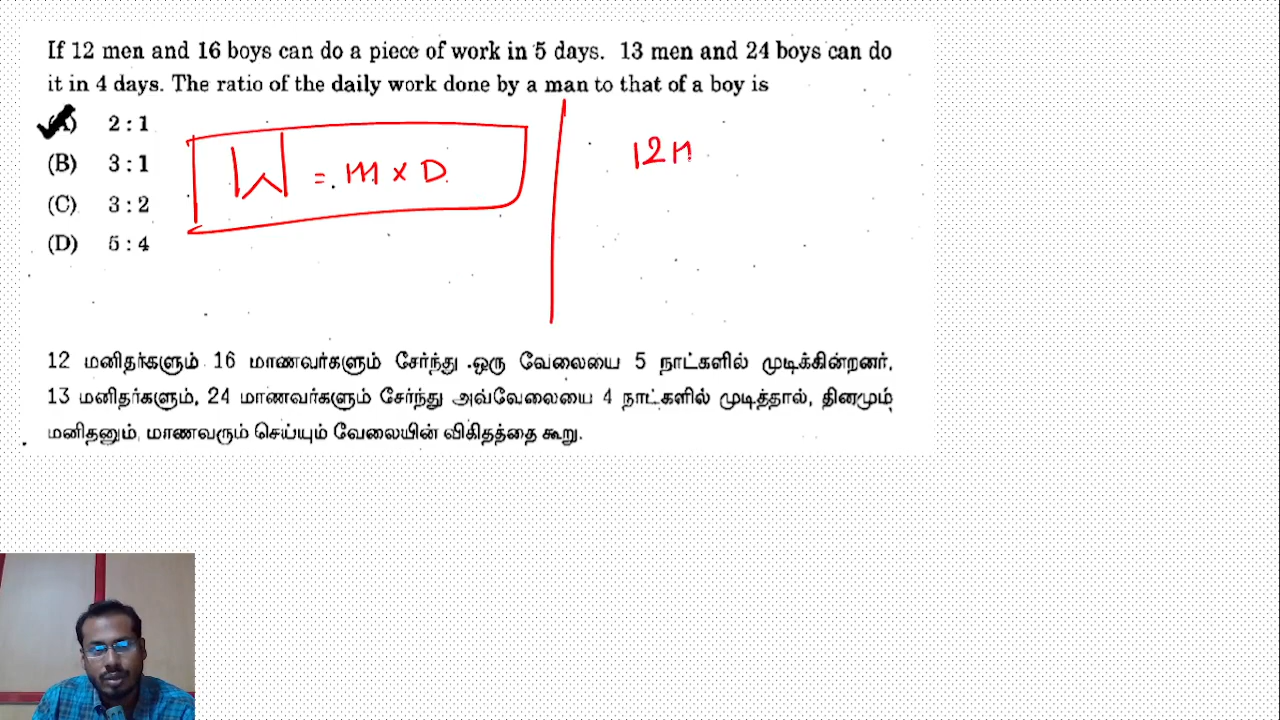 If 12 men and 16 boys can do a piece of work in 5 days. 13 men and 24 boys can do
it in 4 days. The ratio of the daily work done by a man to that of a boy is
(A) 2 : 1
(B) 3 : 1
(C) 3 : 2
(D) 5 : 4
W = m × D
12 M
12 மனிதர்களும் 16 மாணவர்களும் சேர்ந்து ஒரு வேலையை 5 நாட்களில் முடிக்கின்றனர்.
13 மனிதர்களும், 24 மாணவர்களும் சேர்ந்து அவ்வேலையை 4 நாட்களில் முடித்தால், தினமும்
மனிதனும், மாணவரும் செய்யும் வேலையின் விகிதத்தை கூறு.